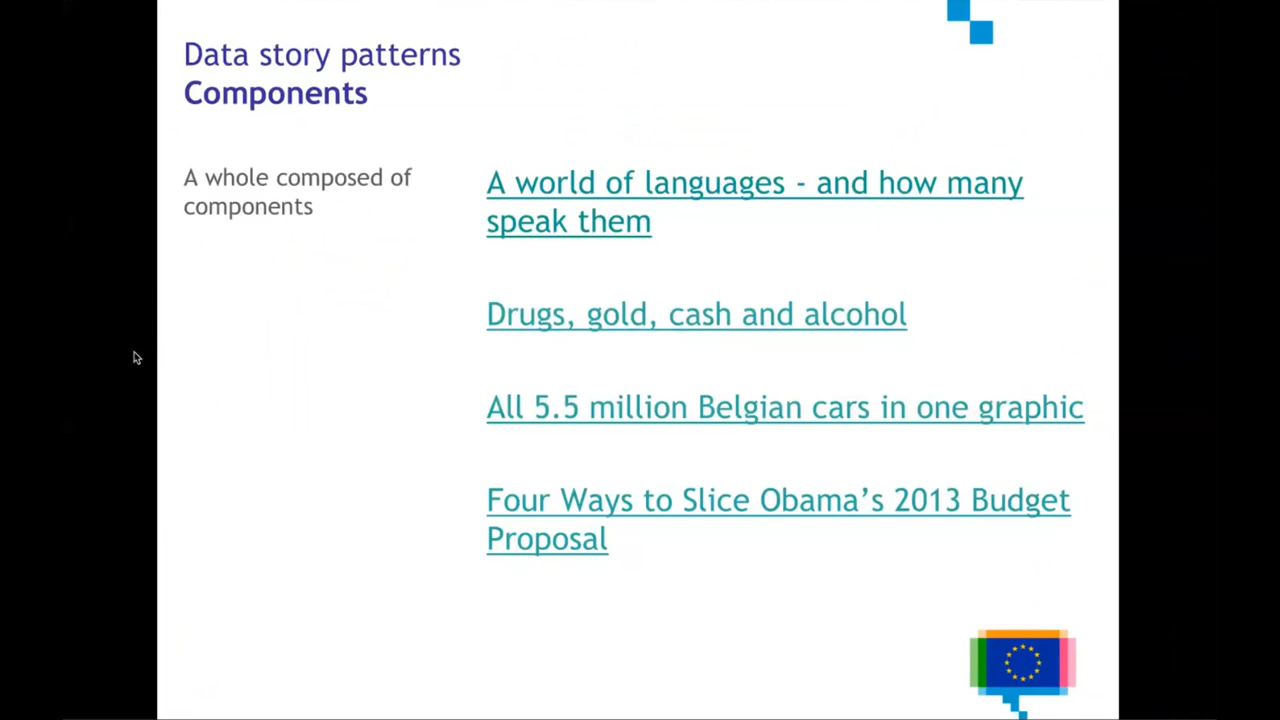 Data story patterns
Components
A whole composed of
components
A world of languages - and how many
speak them
Drugs, gold, cash and alcohol
All 5.5 million Belgian cars in one graphic
Four Ways to Slice Obama’s 2013 Budget
Proposal